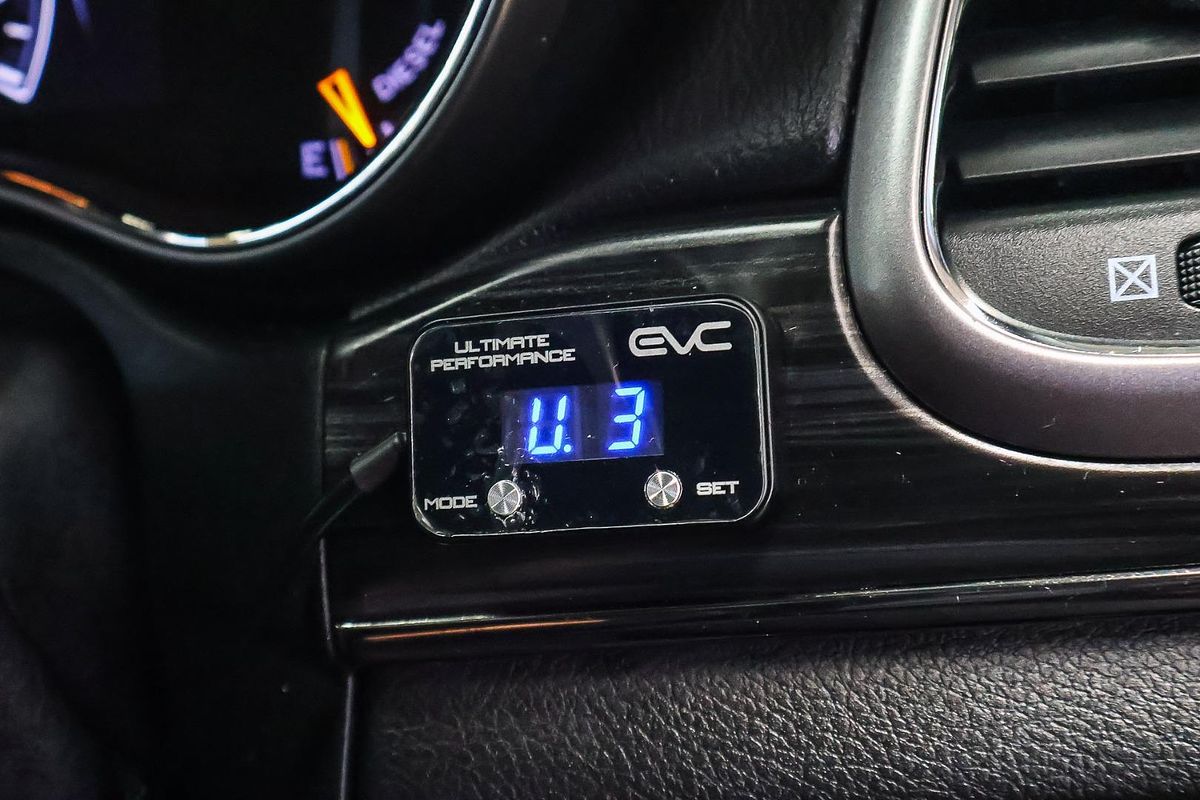 DIESEL
E
ULTIMATE
PERFORMANCE
EVC
U. 3
MODE
SET